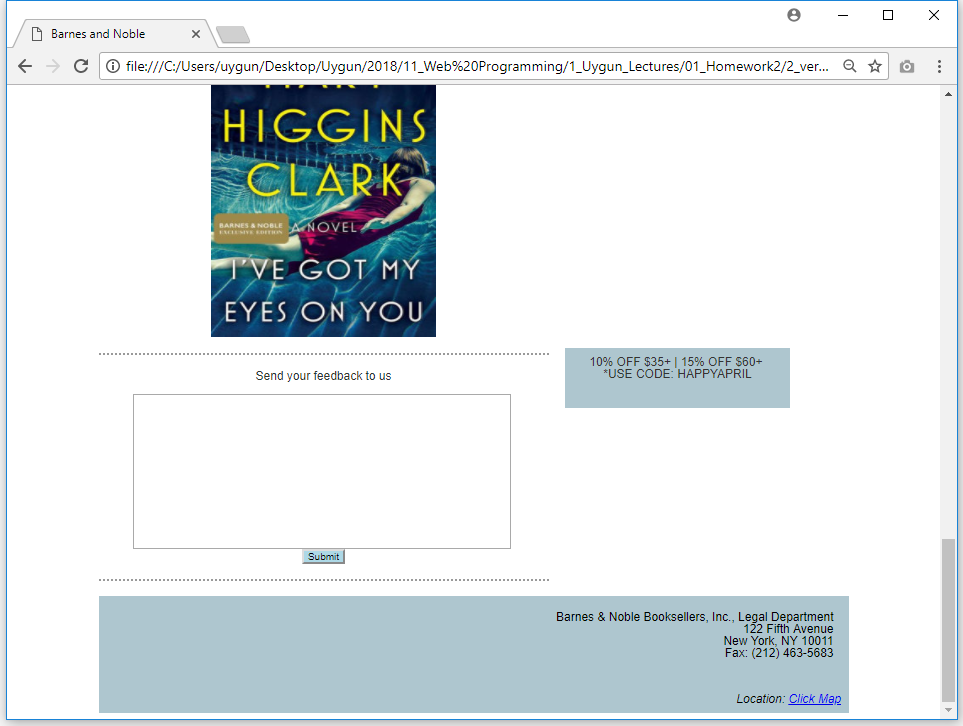 Barnes and Noble
file:///C:/Users/uygun/Desktop/Uygun/2018/11_Web%20Programming/1_Uygun_Lectures/01_Homework2/2_ver...
HIGGINS
CLARK
BARNES & NOBLE
EXCLUSIVE EDITION
A NOVEL
I'VE GOT MY
EYES ON YOU
10% OFF $35+ | 15% OFF $60+
*USE CODE: HAPPYAPRIL
Send your feedback to us
Submit
Barnes & Noble Booksellers, Inc., Legal Department
122 Fifth Avenue
New York, NY 10011
Fax: (212) 463-5683
Location: Click Map